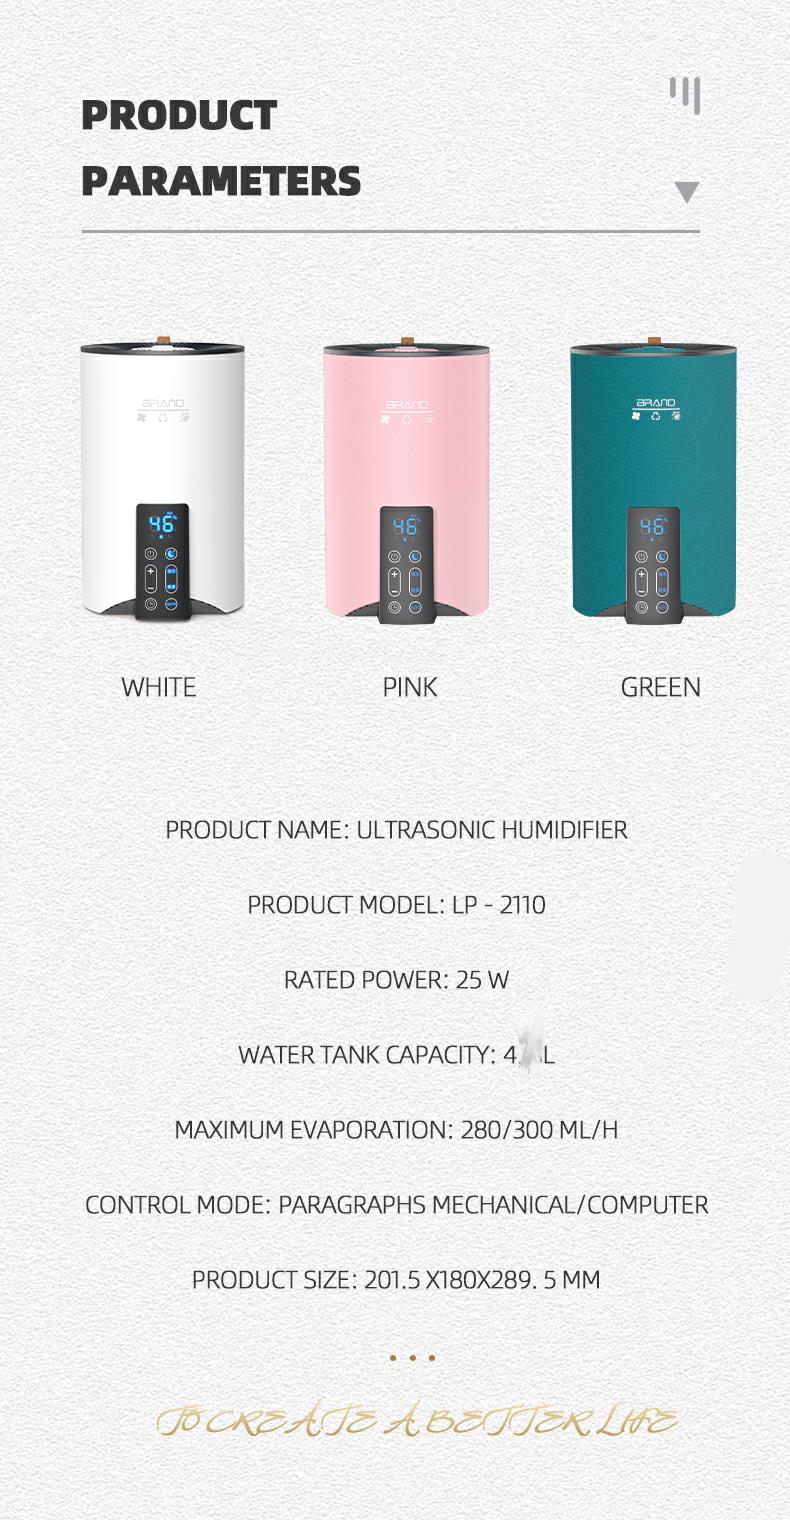 PRODUCT
PARAMETERS
BRAND
BRAND
BRAND
46
46
46
WHITE
PINK
GREEN
PRODUCT NAME: ULTRASONIC HUMIDIFIER
PRODUCT MODEL: LP - 2110
RATED POWER: 25 W
WATER TANK CAPACITY:
MAXIMUM EVAPORATION: 280/300 ML/H
CONTROL MODE: PARAGRAPHS MECHANICAL/COMPUTER
PRODUCT SIZE: 201.5 X180X289. 5 MM
TO CREATE A BETTER LIFE